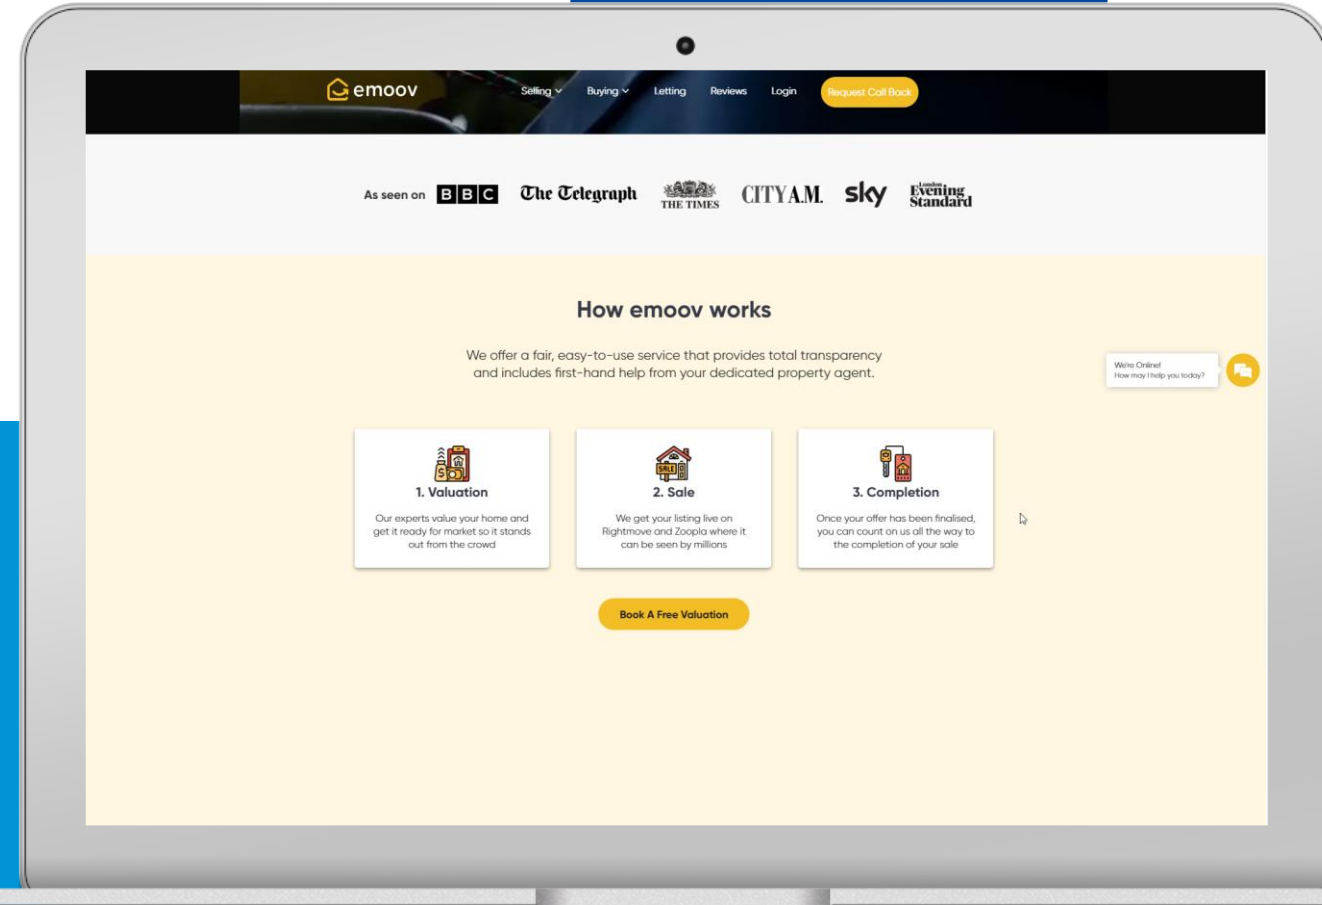 emoov
Selling Buying Letting Reviews Login Request Call Back
As seen on BBC The Telegraph THE TIMES CITY A.M. sky London Evening Standard
How emoov works
We offer a fair, easy-to-use service that provides total transparency
and includes first-hand help from your dedicated property agent.
We're Online!
How may I help you today?
SALE
1. Valuation
Our experts value your home and
get it ready for market so it stands
out from the crowd
2. Sale
We get your listing live on
Rightmove and Zoopla where it
can be seen by millions
3. Completion
Once your offer has been finalised,
you can count on us all the way to
the completion of your sale
Book A Free Valuation